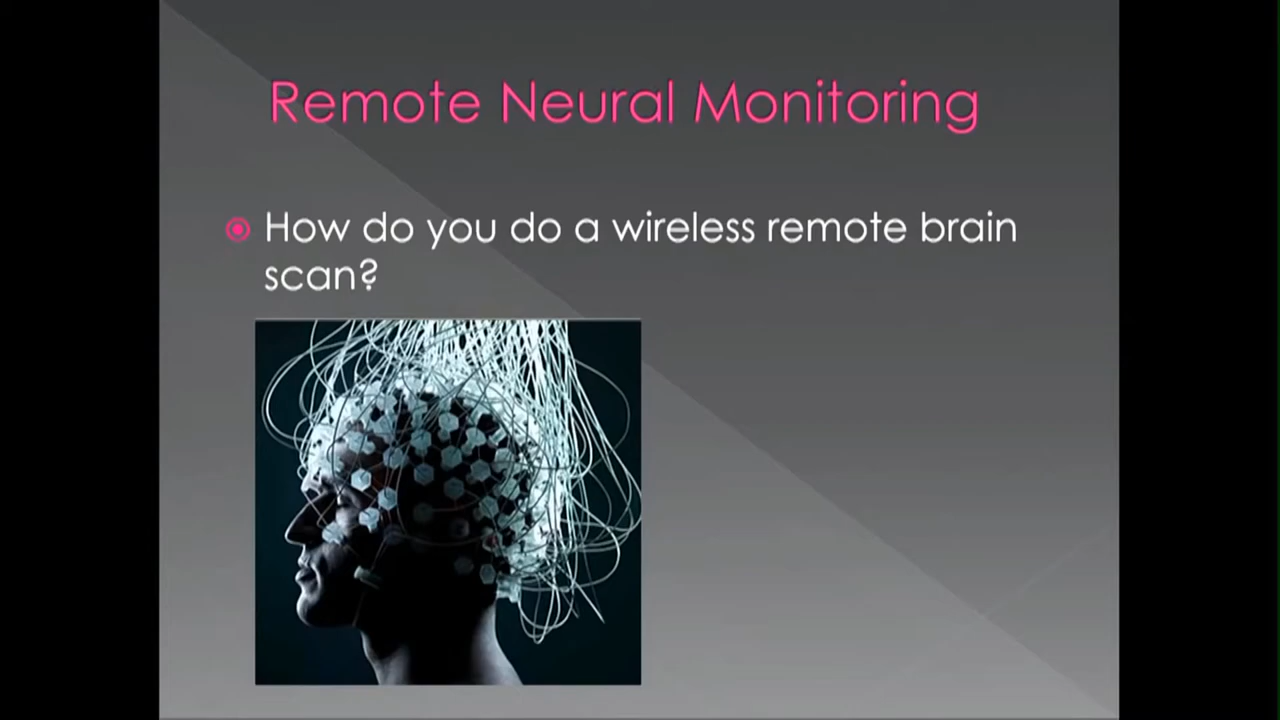 Remote Neural Monitoring
How do you do a wireless remote brain
scan?